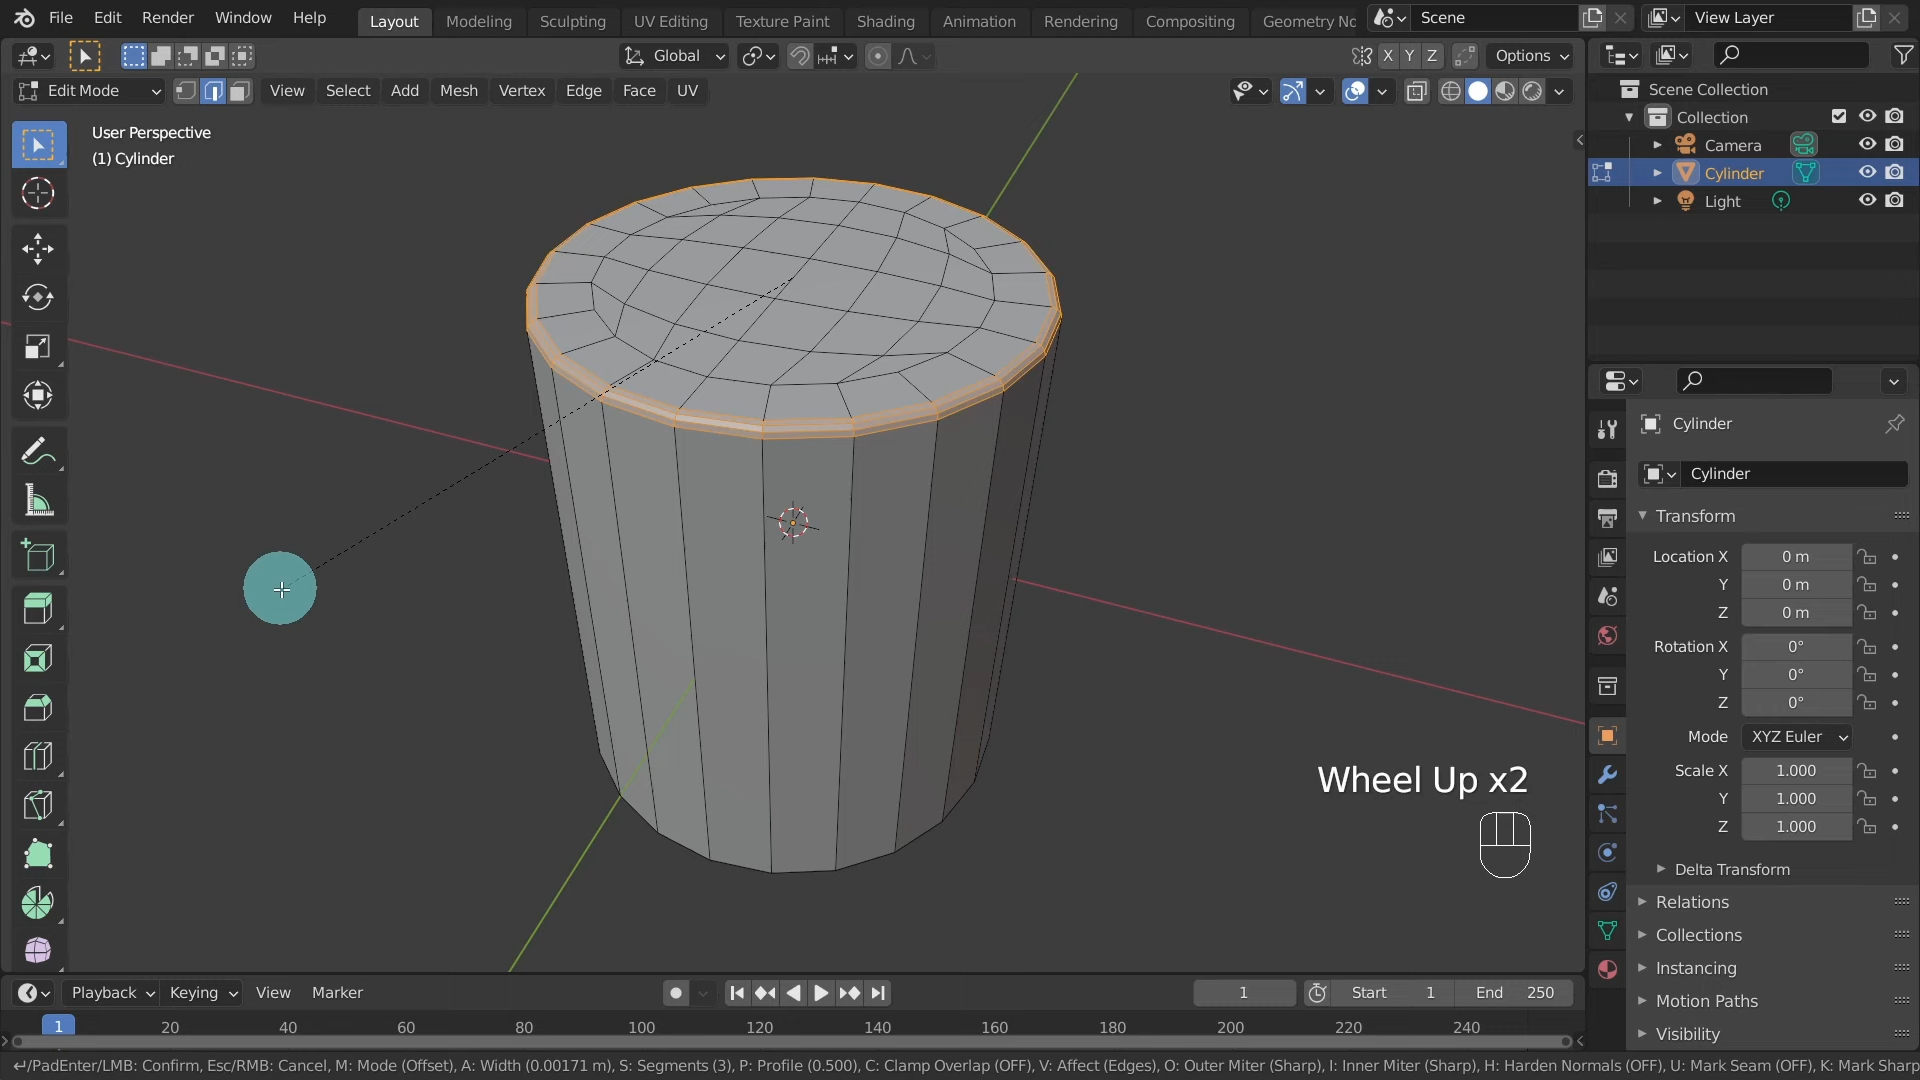 File Edit Render Window Help Layout Modeling Sculpting UV Editing Texture Paint Shading Animation Rendering Compositing Geometry No Scene View Layer
Global X Y Z Options
Edit Mode View Select Add Mesh Vertex Edge Face UV
User Perspective
(1) Cylinder
Scene Collection
Collection
Camera
Cylinder
Light
Cylinder
Cylinder
Transform
Location X 0 m
Y 0 m
Z 0 m
Rotation X 0°
Y 0°
Z 0°
Mode XYZ Euler
Scale X 1.000
Y 1.000
Z 1.000
Delta Transform
Relations
Collections
Instancing
Motion Paths
Visibility
Wheel Up x2
Playback Keying View Marker 1 Start 1 End 250
1 20 40 60 80 100 120 140 160 180 200 220 240
↵/PadEnter/LMB: Confirm, Esc/RMB: Cancel, M: Mode (Offset), A: Width (0.00171 m), S: Segments (3), P: Profile (0.500), C: Clamp Overlap (OFF), V: Affect (Edges), O: Outer Miter (Sharp), I: Inner Miter (Sharp), H: Harden Normals (OFF), U: Mark Seam (OFF), K: Mark Sharp